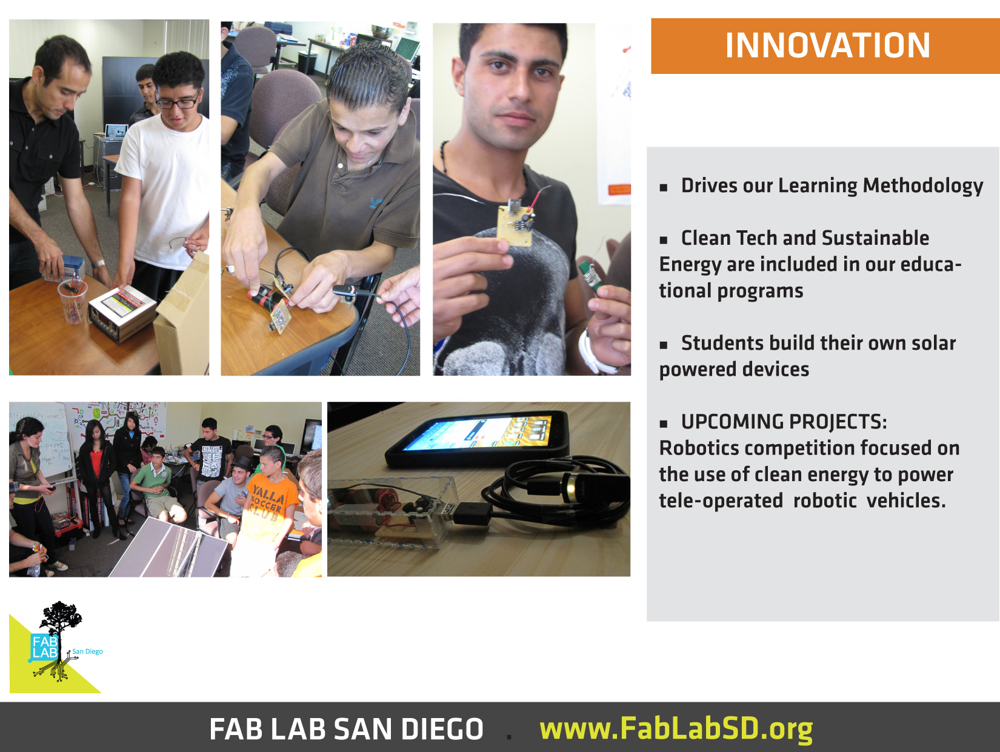 INNOVATION
▪ Drives our Learning Methodology
▪ Clean Tech and Sustainable
Energy are included in our educa-
tional programs
▪ Students build their own solar
powered devices
▪ UPCOMING PROJECTS:
Robotics competition focused on
the use of clean energy to power
tele-operated robotic vehicles.
YALLA
SOCCER
CLUB
FAB
LAB
San Diego
FAB LAB SAN DIEGO . www.FabLabSD.org